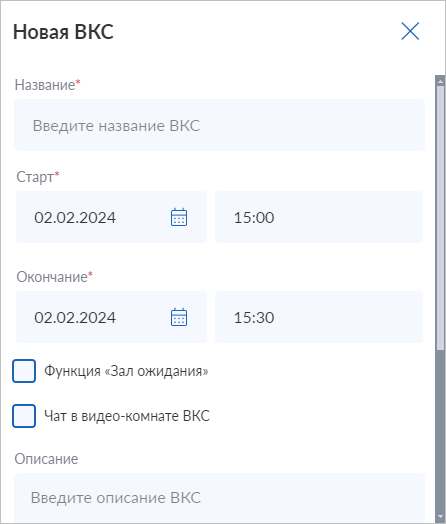 Новая ВКС
Название*
Введите название ВКС
Старт*
02.02.2024 15:00
Окончание*
02.02.2024 15:30
Функция «Зал ожидания»
Чат в видео-комнате ВКС
Описание
Введите описание ВКС